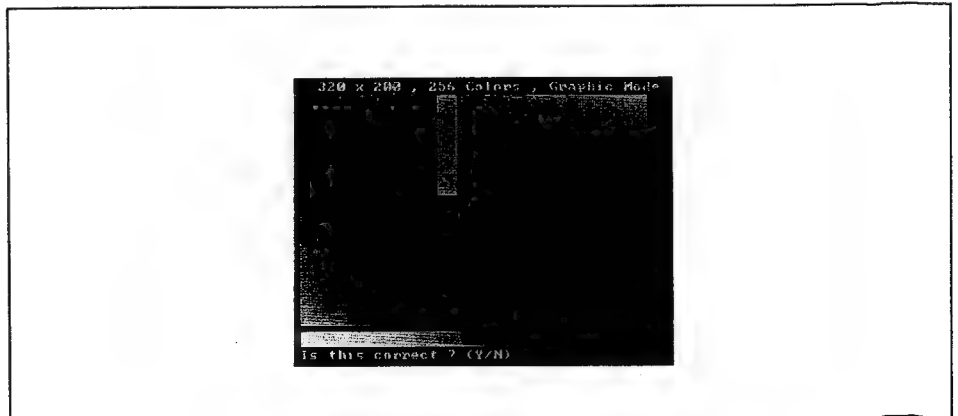 320 x 200 , 256 Colors , Graphic Mode
Is this correct ? (Y/N)